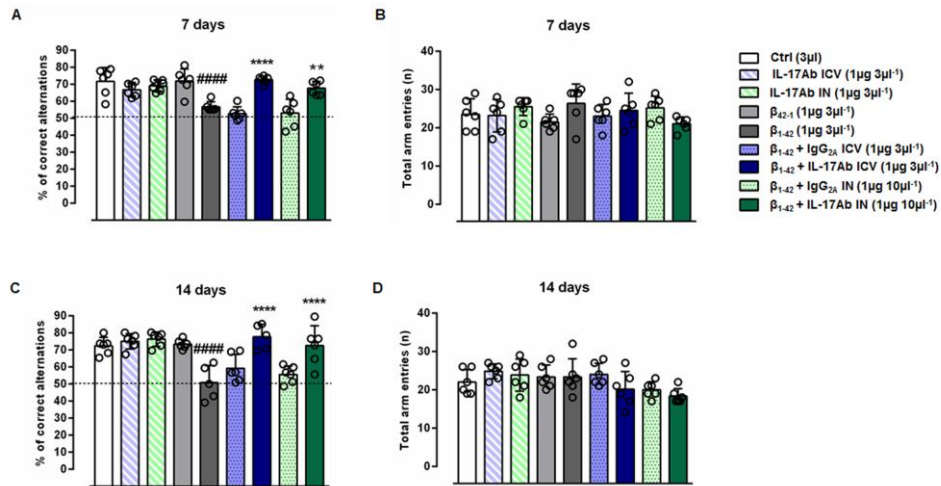 A
7 days
% of correct alternations
90
80
70
60
50
40
30
20
10
0
####
****
**
B
7 days
Total arm entries (n)
40
30
20
10
0
Ctrl (3µl)
IL-17Ab ICV (1µg 3µl⁻¹)
IL-17Ab IN (1µg 3µl⁻¹)
β₄₂₋₁ (1µg 3µl⁻¹)
β₁₋₄₂ (1µg 3µl⁻¹)
β₁₋₄₂ + IgG₂A ICV (1µg 3µl⁻¹)
β₁₋₄₂ + IL-17Ab ICV (1µg 3µl⁻¹)
β₁₋₄₂ + IgG₂A IN (1µg 10µl⁻¹)
β₁₋₄₂ + IL-17Ab IN (1µg 10µl⁻¹)
C
14 days
% of correct alternations
90
80
70
60
50
40
30
20
10
0
####
****
****
D
14 days
Total arm entries (n)
40
30
20
10
0